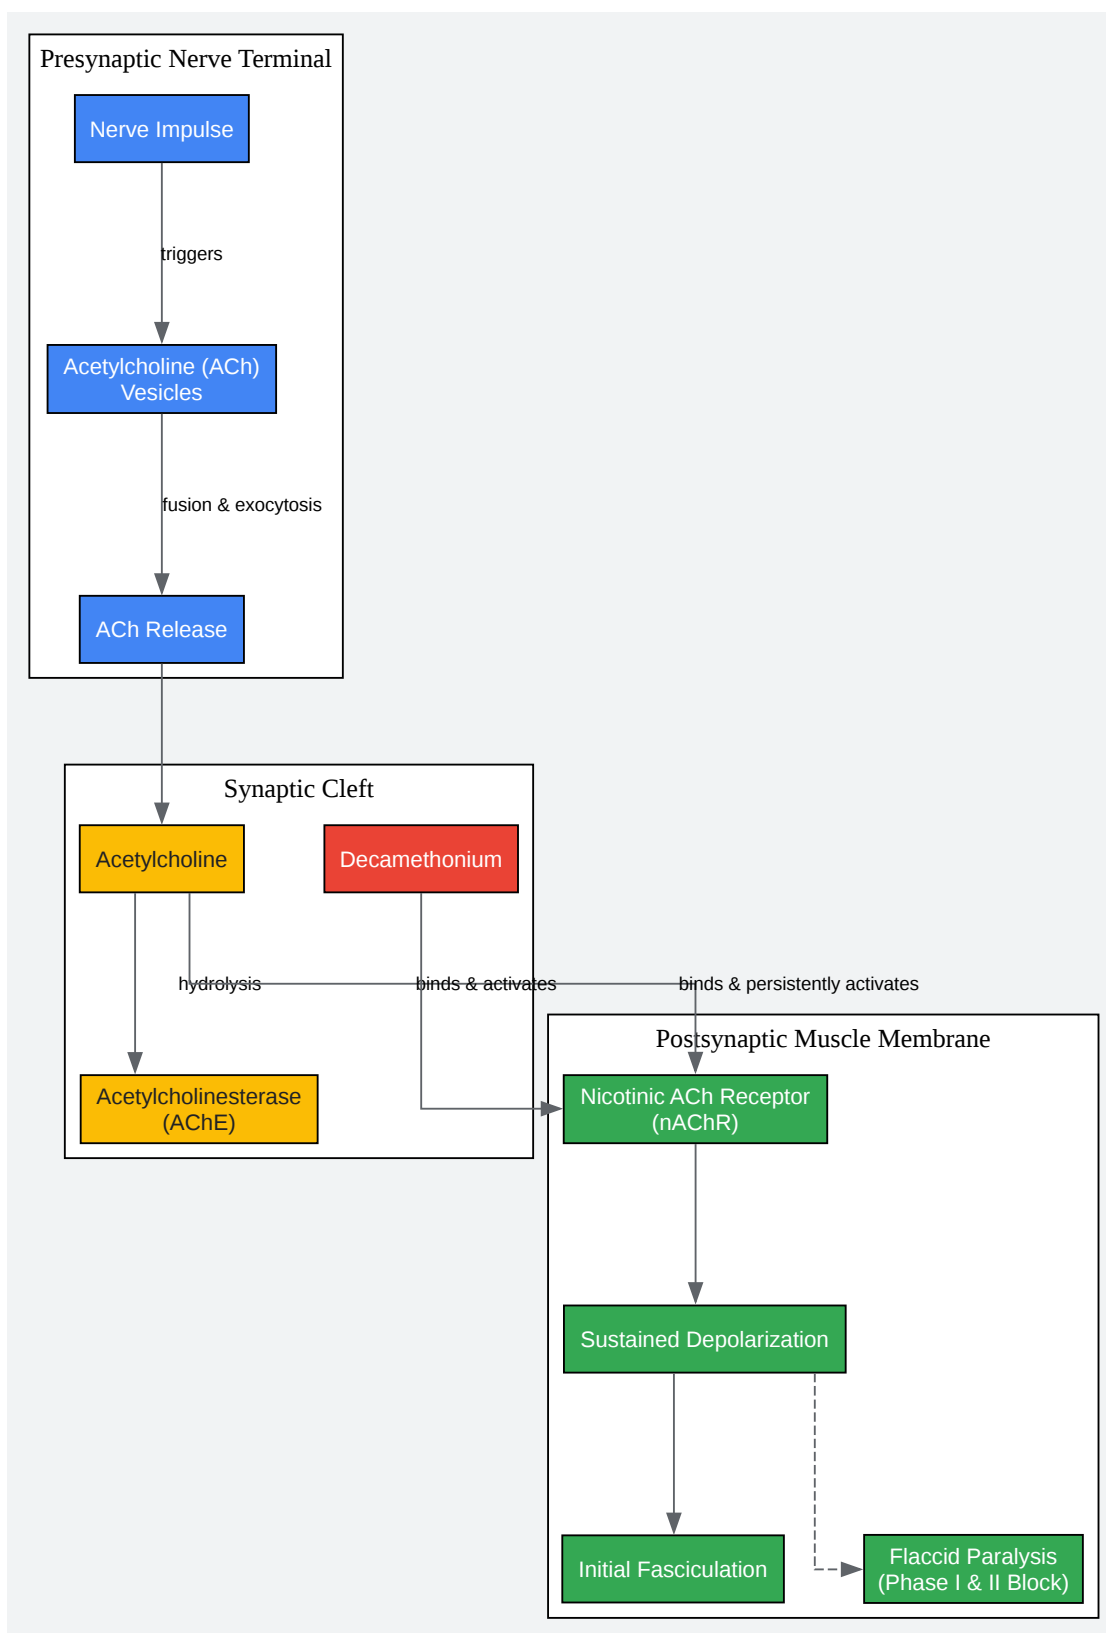 Presynaptic Nerve Terminal
Nerve Impulse
triggers
Acetylcholine (ACh)
Vesicles
fusion & exocytosis
ACh Release
Synaptic Cleft
Acetylcholine
Decamethonium
hydrolysis
binds & activates
binds & persistently activates
Postsynaptic Muscle Membrane
Acetylcholinesterase
(AChE)
Nicotinic ACh Receptor
(nAChR)
Sustained Depolarization
Initial Fasciculation
Flaccid Paralysis
(Phase I & II Block)